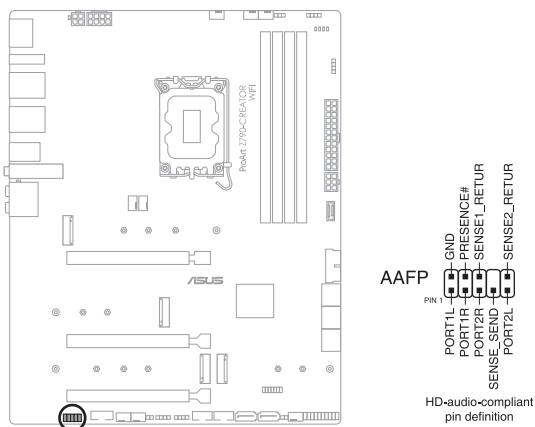 ProArt Z790-CREATOR
WIFI
ASUS
AAFP
PIN 1
GND
PRESENCE#
SENSE1_RETUR
SENSE2_RETUR
PORT1L
PORT1R
PORT2R
SENSE_SEND
PORT2L
HD-audio-compliant
pin definition